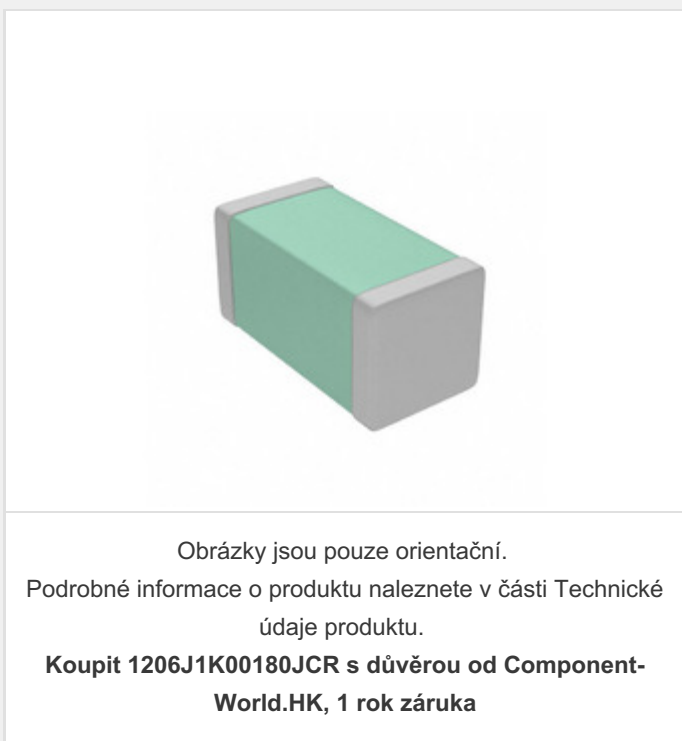 Obrázky jsou pouze orientační.
Podrobné informace o produktu naleznete v části Technické
údaje produktu.
Koupit 1206J1K00180JCR s důvěrou od Component-
World.HK, 1 rok záruka